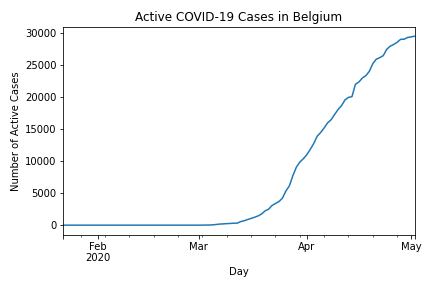 Active COVID-19 Cases in Belgium
Number of Active Cases
30000
25000
20000
15000
10000
5000
0
Feb
2020
Mar
Apr
May
Day